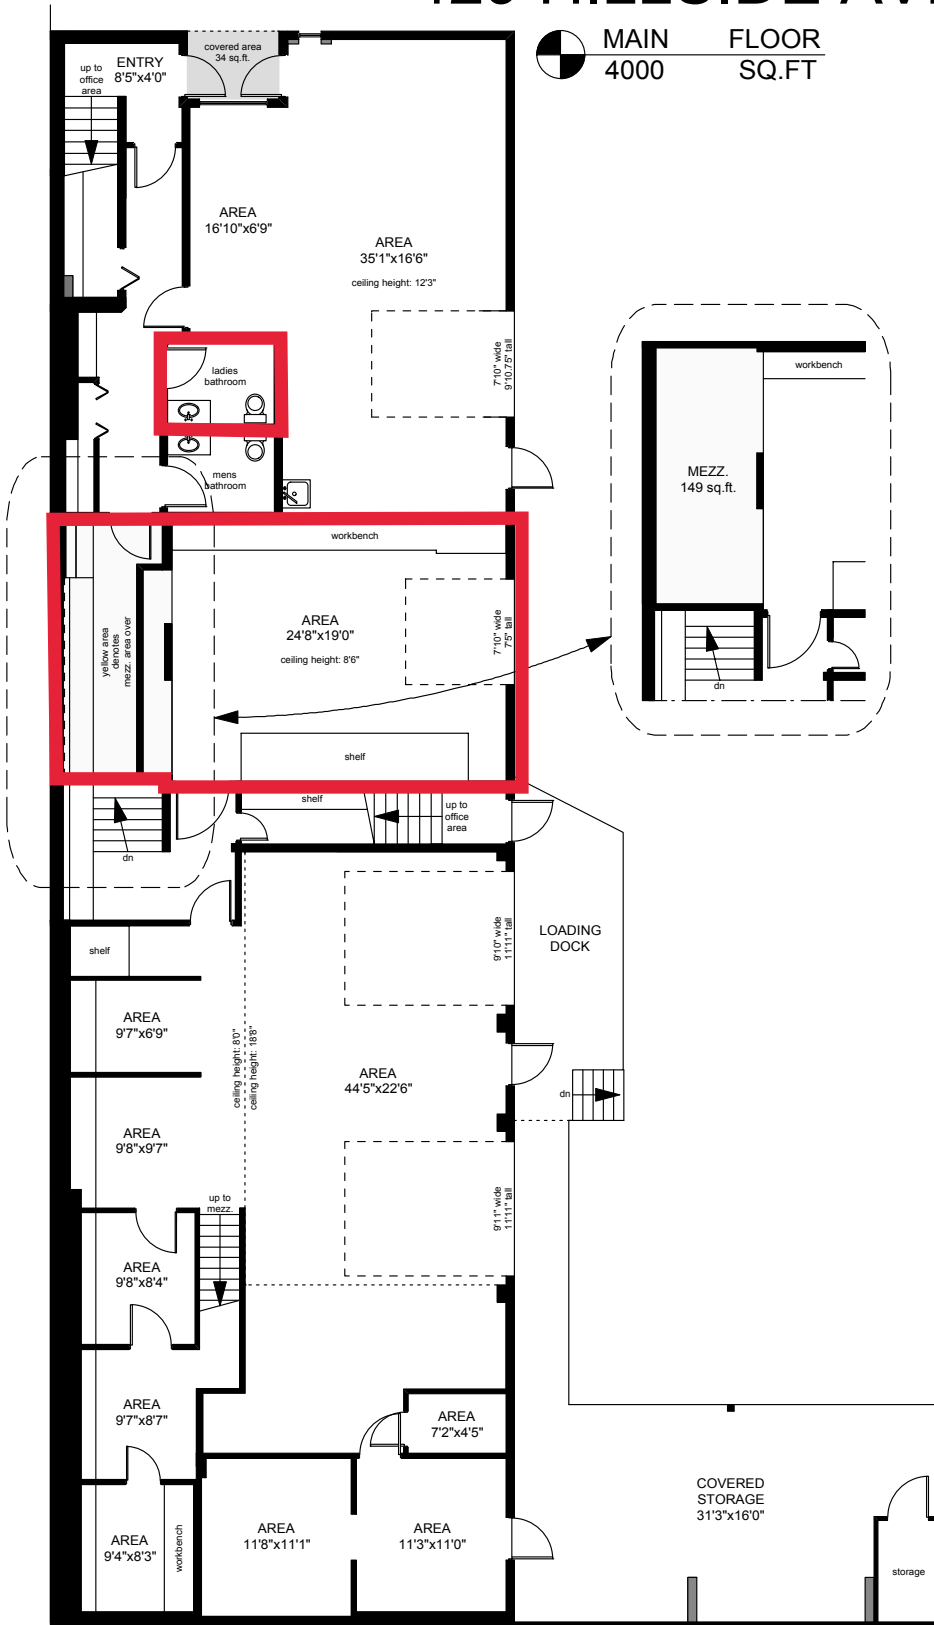 MAIN FLOOR
4000 SQ.FT
covered area
34 sq.ft.
ENTRY
8'5"x4'0"
up to
office
area
AREA
16'10"x6'9"
AREA
35'1"x16'6"
ceiling height: 12'3"
7'10" wide
9'10.75" tall
ladies
bathroom
mens
bathroom
workbench
MEZZ.
149 sq.ft.
dn
workbench
AREA
24'8"x19'0"
ceiling height: 8'6"
7'10" wide
7'5" tall
yellow area
denotes
mezz. area over
shelf
shelf
up to
office
area
dn
shelf
9'10" wide
11'11" tall
LOADING
DOCK
AREA
9'7"x6'9"
ceiling height: 8'0"
ceiling height: 18'8"
AREA
44'5"x22'6"
dn
AREA
9'8"x9'7"
up to
mezz.
9'11" wide
11'11" tall
AREA
9'8"x8'4"
AREA
9'7"x8'7"
AREA
7'2"x4'5"
COVERED
STORAGE
31'3"x16'0"
AREA
9'4"x8'3"
workbench
AREA
11'8"x11'1"
AREA
11'3"x11'0"
storage